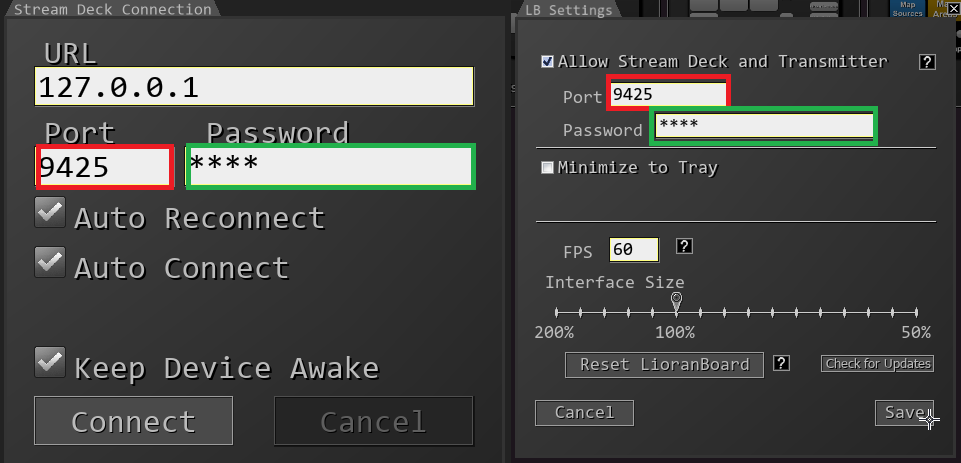 Stream Deck Connection
URL
127.0.0.1
Port Password
9425 ****
Auto Reconnect
Auto Connect
Keep Device Awake
Connect Cancel
LB Settings
Map
Sources
Map
Areas
Allow Stream Deck and Transmitter ?
Port 9425
Password ****
Minimize to Tray
FPS 60 ?
Interface Size
200% 100% 50%
Reset LioranBoard ? Check for Updates
Cancel Save